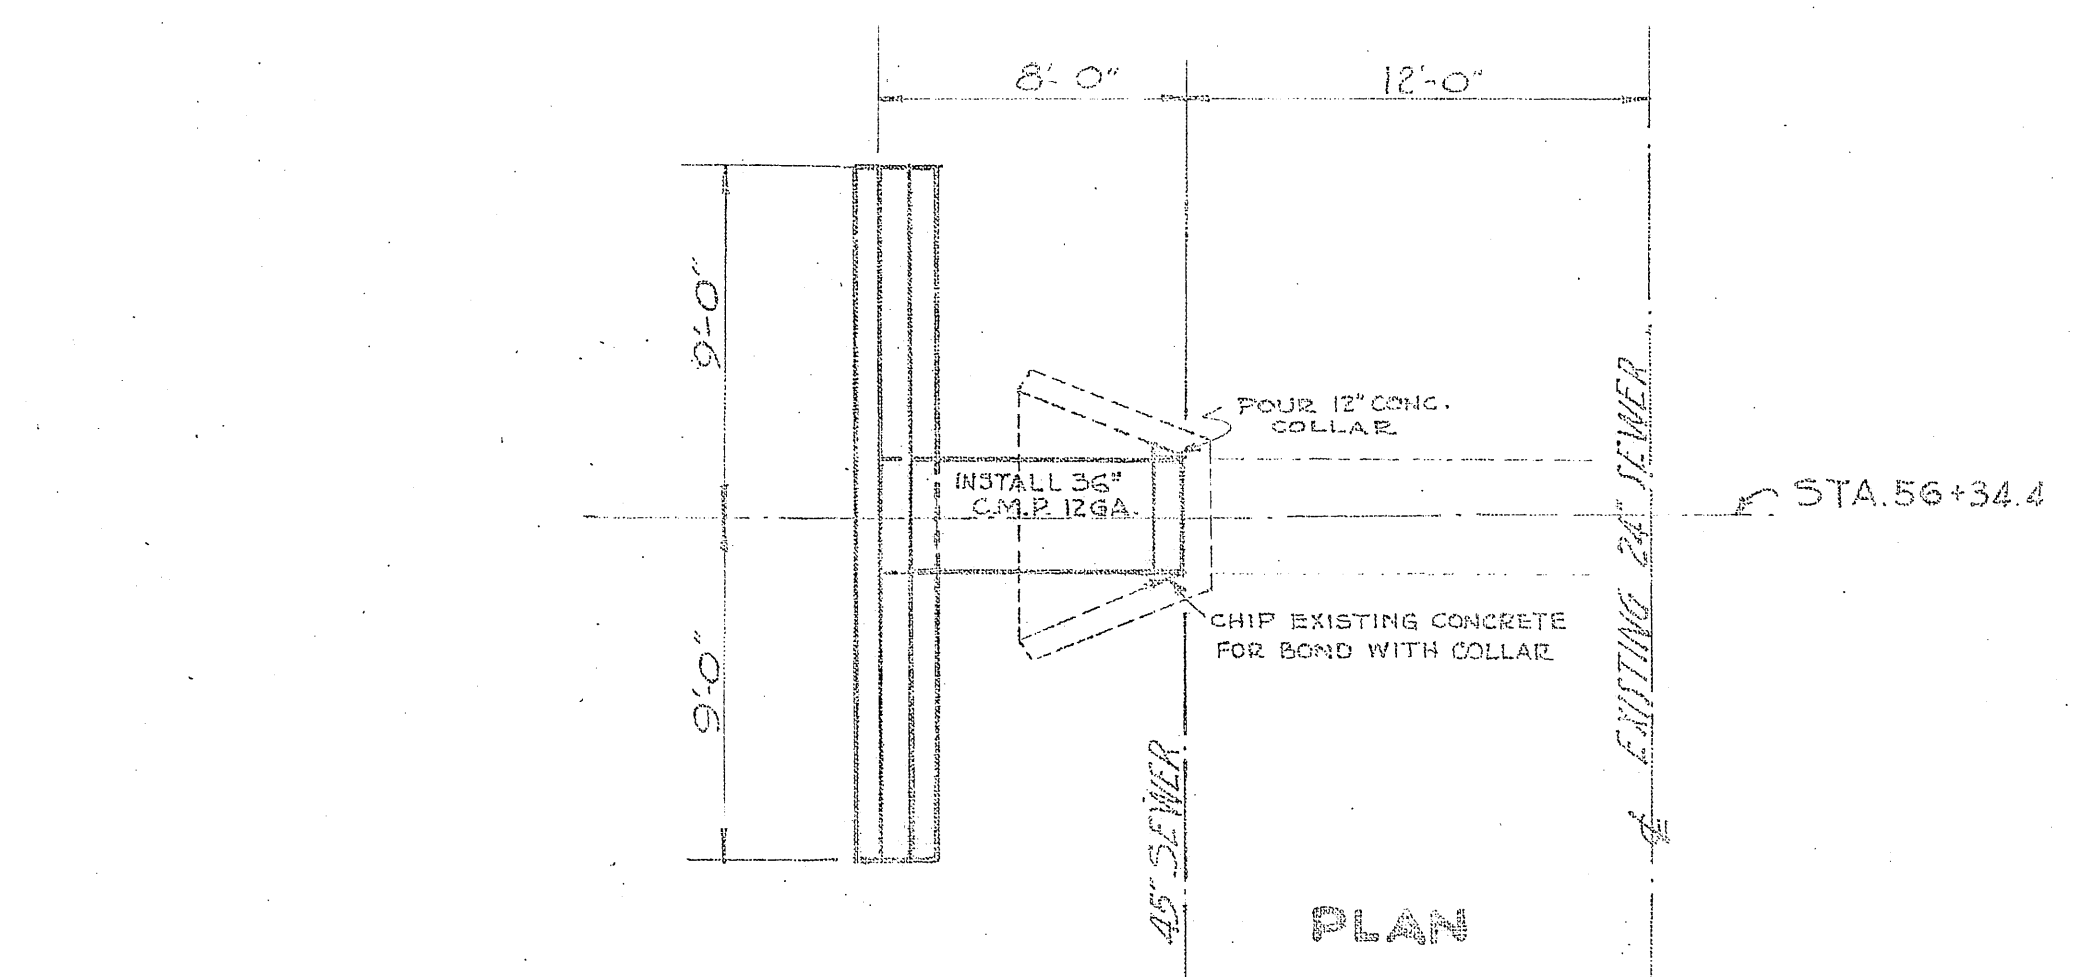 8'-0"
12'-0"
9'-0"
POUR 12" CONC.
COLLAR
INSTALL 36"
C.M.P. 12GA.
STA. 56+34.4
EXISTING 24" SEWER
CHIP EXISTING CONCRETE
FOR BOND WITH COLLAR
9'-0"
45" SEWER
PLAN